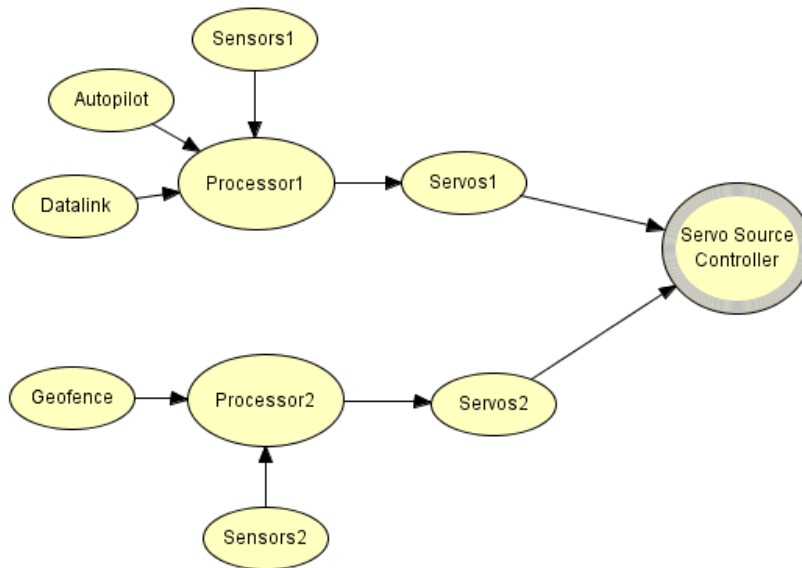 Sensors1
Autopilot
Processor1
Servos1
Datalink
Servo Source
Controller
Geofence
Processor2
Servos2
Sensors2